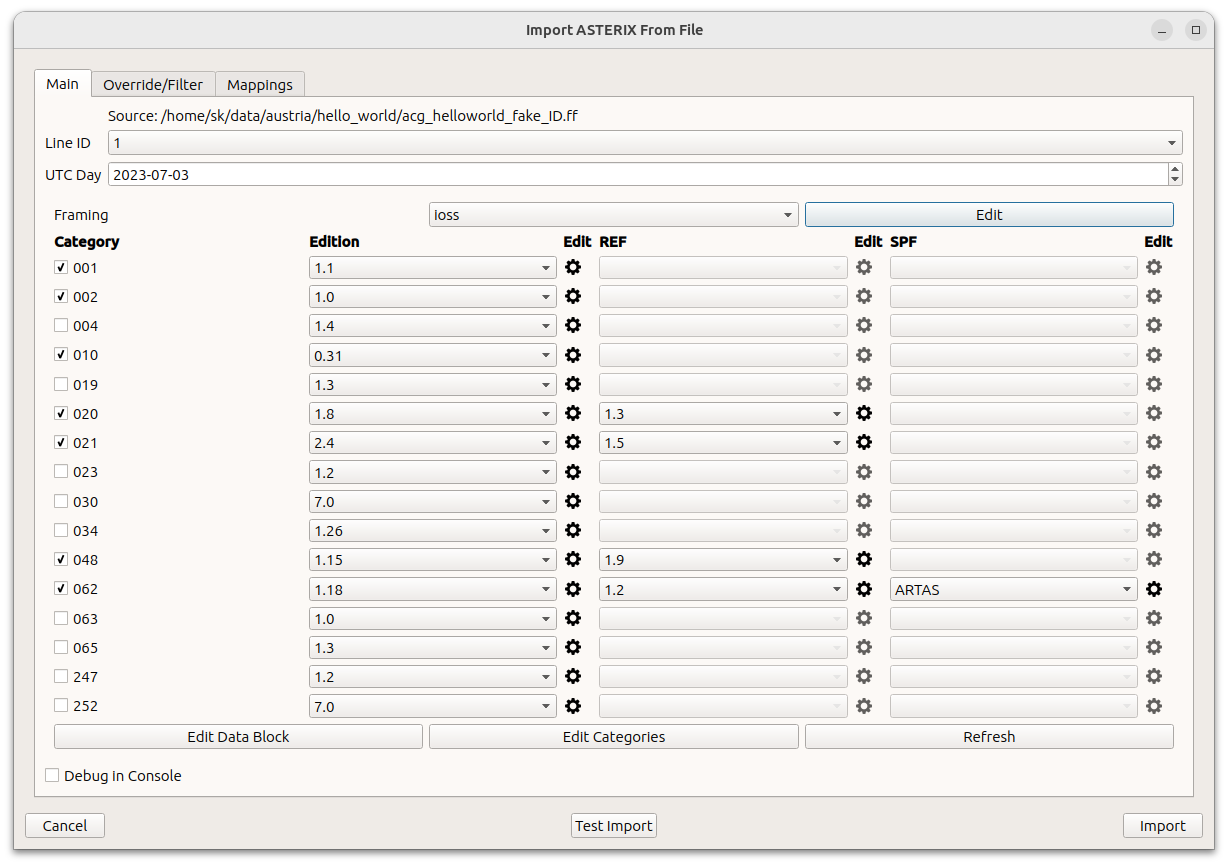 Import ASTERIX From File
Main Override/Filter Mappings
Source: /home/sk/data/austria/hello_world/acg_helloworld_fake_ID.ff
Line ID 1
UTC Day 2023-07-03
Framing ioss Edit
Category Edition Edit REF Edit SPF Edit
001 1.1
002 1.0
004 1.4
010 0.31
019 1.3
020 1.8 1.3
021 2.4 1.5
023 1.2
030 7.0
034 1.26
048 1.15 1.9
062 1.18 1.2 ARTAS
063 1.0
065 1.3
247 1.2
252 7.0
Edit Data Block Edit Categories Refresh
Debug in Console
Cancel Test Import Import